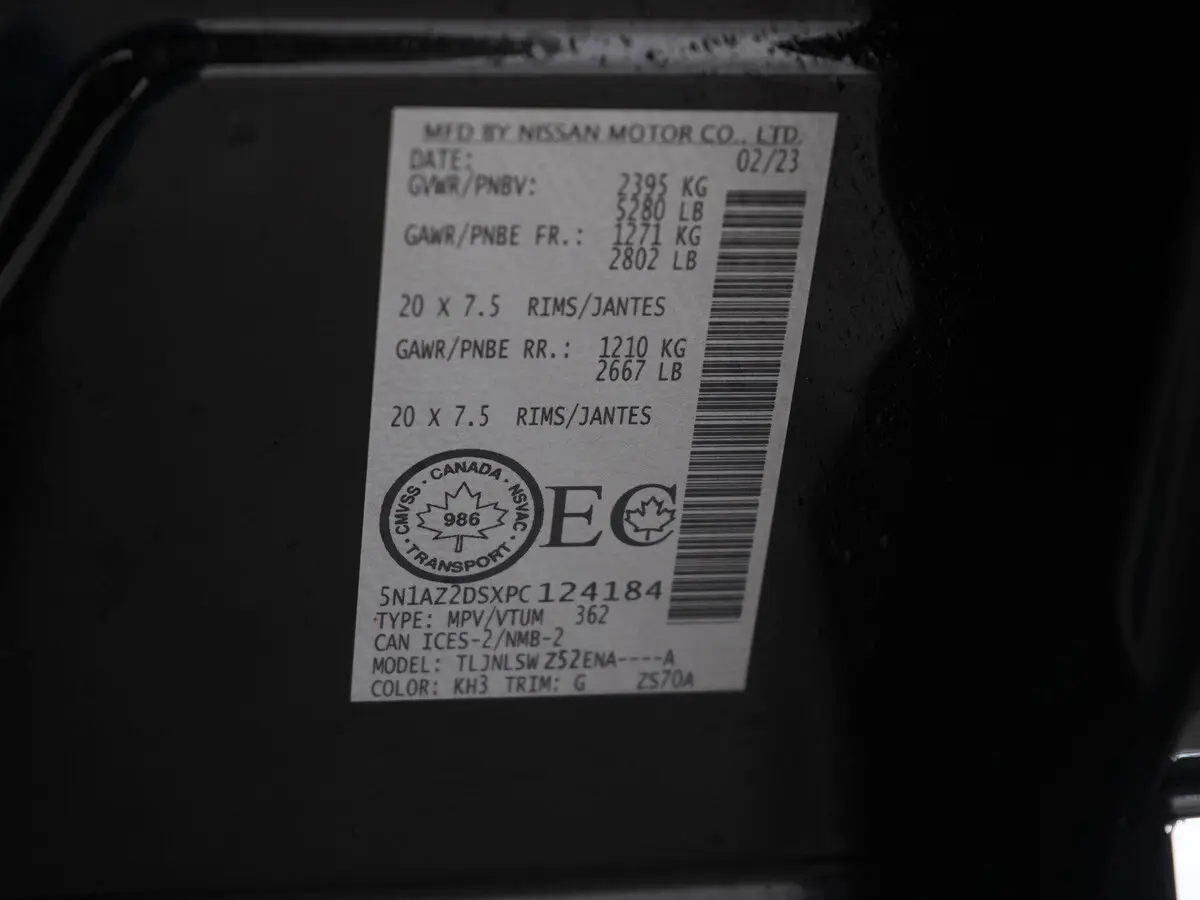 MFD BY NISSAN MOTOR CO., LTD.
DATE: 02/23
GVWR/PNBV: 2395 KG
5280 LB
GAWR/PNBE FR.: 1271 KG
2802 LB
20 X 7.5 RIMS/JANTES
GAWR/PNBE RR.: 1210 KG
2667 LB
20 X 7.5 RIMS/JANTES
CMVSS · CANADA · NSVAC · TRANSPORT ·
986
EC
5N1AZ2DSXPC124184
TYPE: MPV/VTUM 362
CAN ICES-2/NMB-2
MODEL: TLJNLSW Z52ENA----A
COLOR: KH3 TRIM: G ZS70A